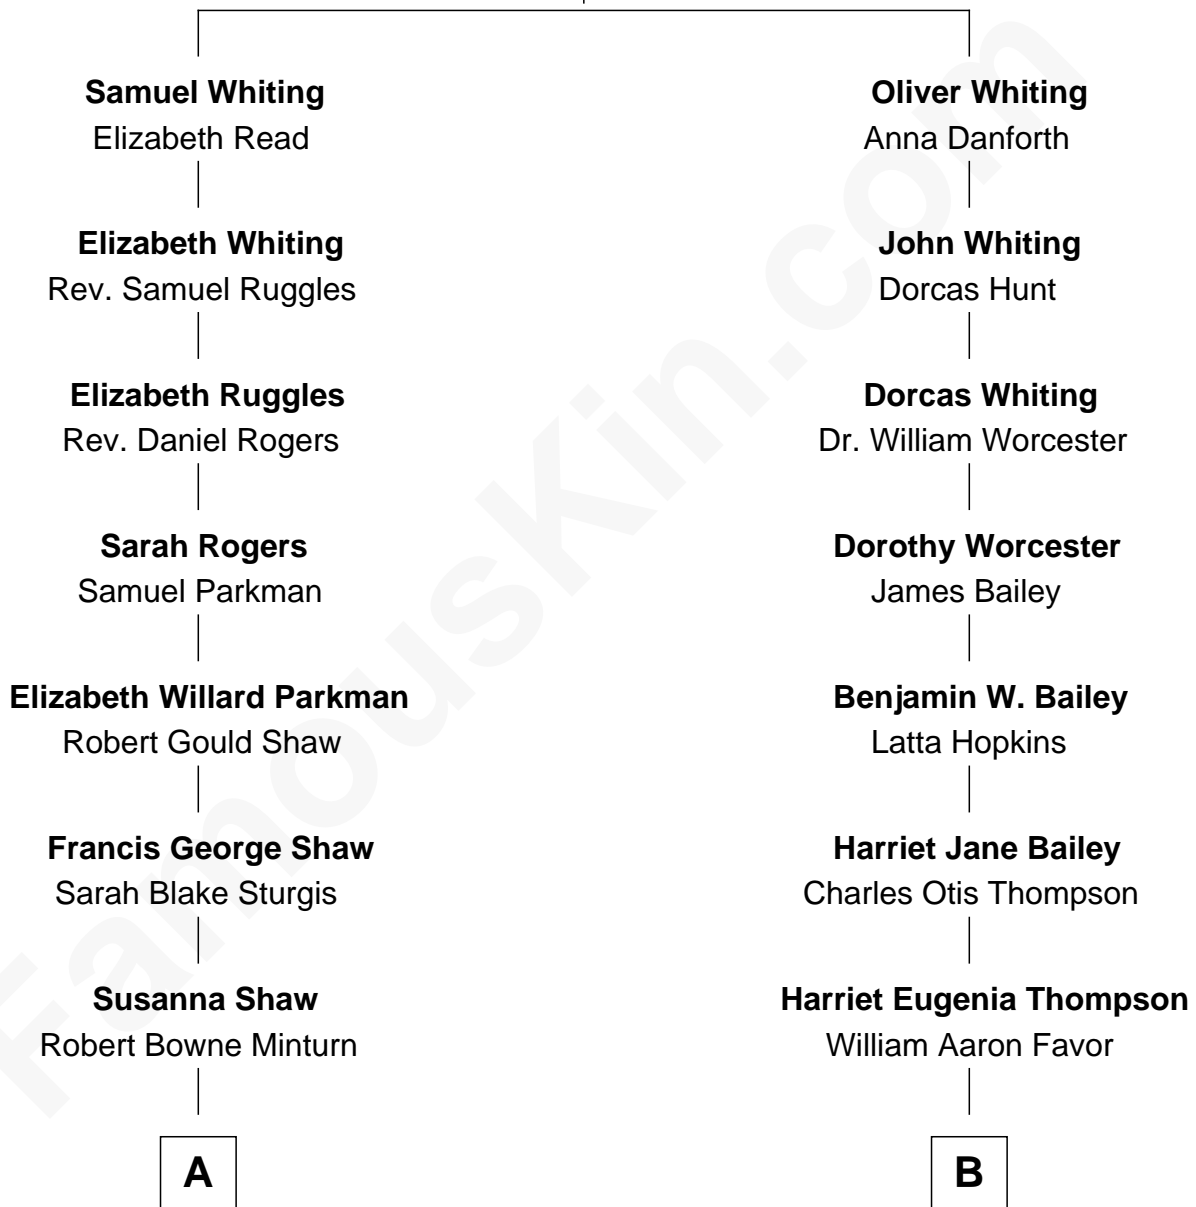 Samuel Whiting
Elizabeth Read
Elizabeth Whiting
Rev. Samuel Ruggles
Elizabeth Ruggles
Rev. Daniel Rogers
Sarah Rogers
Samuel Parkman
Elizabeth Willard Parkman
Robert Gould Shaw
Francis George Shaw
Sarah Blake Sturgis
Susanna Shaw
Robert Bowne Minturn
A
Oliver Whiting
Anna Danforth
John Whiting
Dorcas Hunt
Dorcas Whiting
Dr. William Worcester
Dorothy Worcester
James Bailey
Benjamin W. Bailey
Latta Hopkins
Harriet Jane Bailey
Charles Otis Thompson
Harriet Eugenia Thompson
William Aaron Favor
B
FamousKin.com